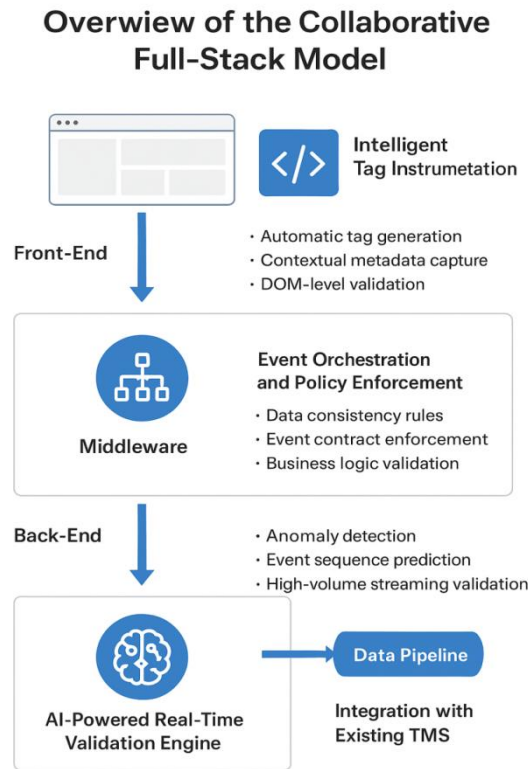 Overwiew of the Collaborative
Full-Stack Model
</>
Intelligent
Tag Instrumetation
Front-End
· Automatic tag generation
· Contextual metadata capture
· DOM-level validation
Middleware
Event Orchestration
and Policy Enforcement
· Data consistency rules
· Event contract enforcement
· Business logic validation
Back-End
· Anomaly detection
· Event sequence prediction
· High-volume streaming validation
AI-Powered Real-Time
Validation Engine
Data Pipeline
Integration with
Existing TMS